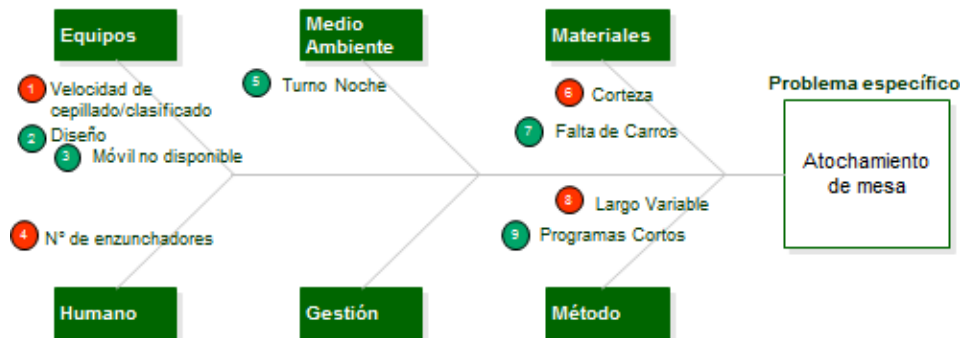 Equipos
Medio
Ambiente
Materiales
Problema específico
1 Velocidad de
cepillado/clasificado
2 Diseño
3 Móvil no disponible
5 Turno Noche
6 Corteza
7 Falta de Carros
Atochamiento
de mesa
4 N° de enzunchadores
8 Largo Variable
9 Programas Cortos
Humano
Gestión
Método